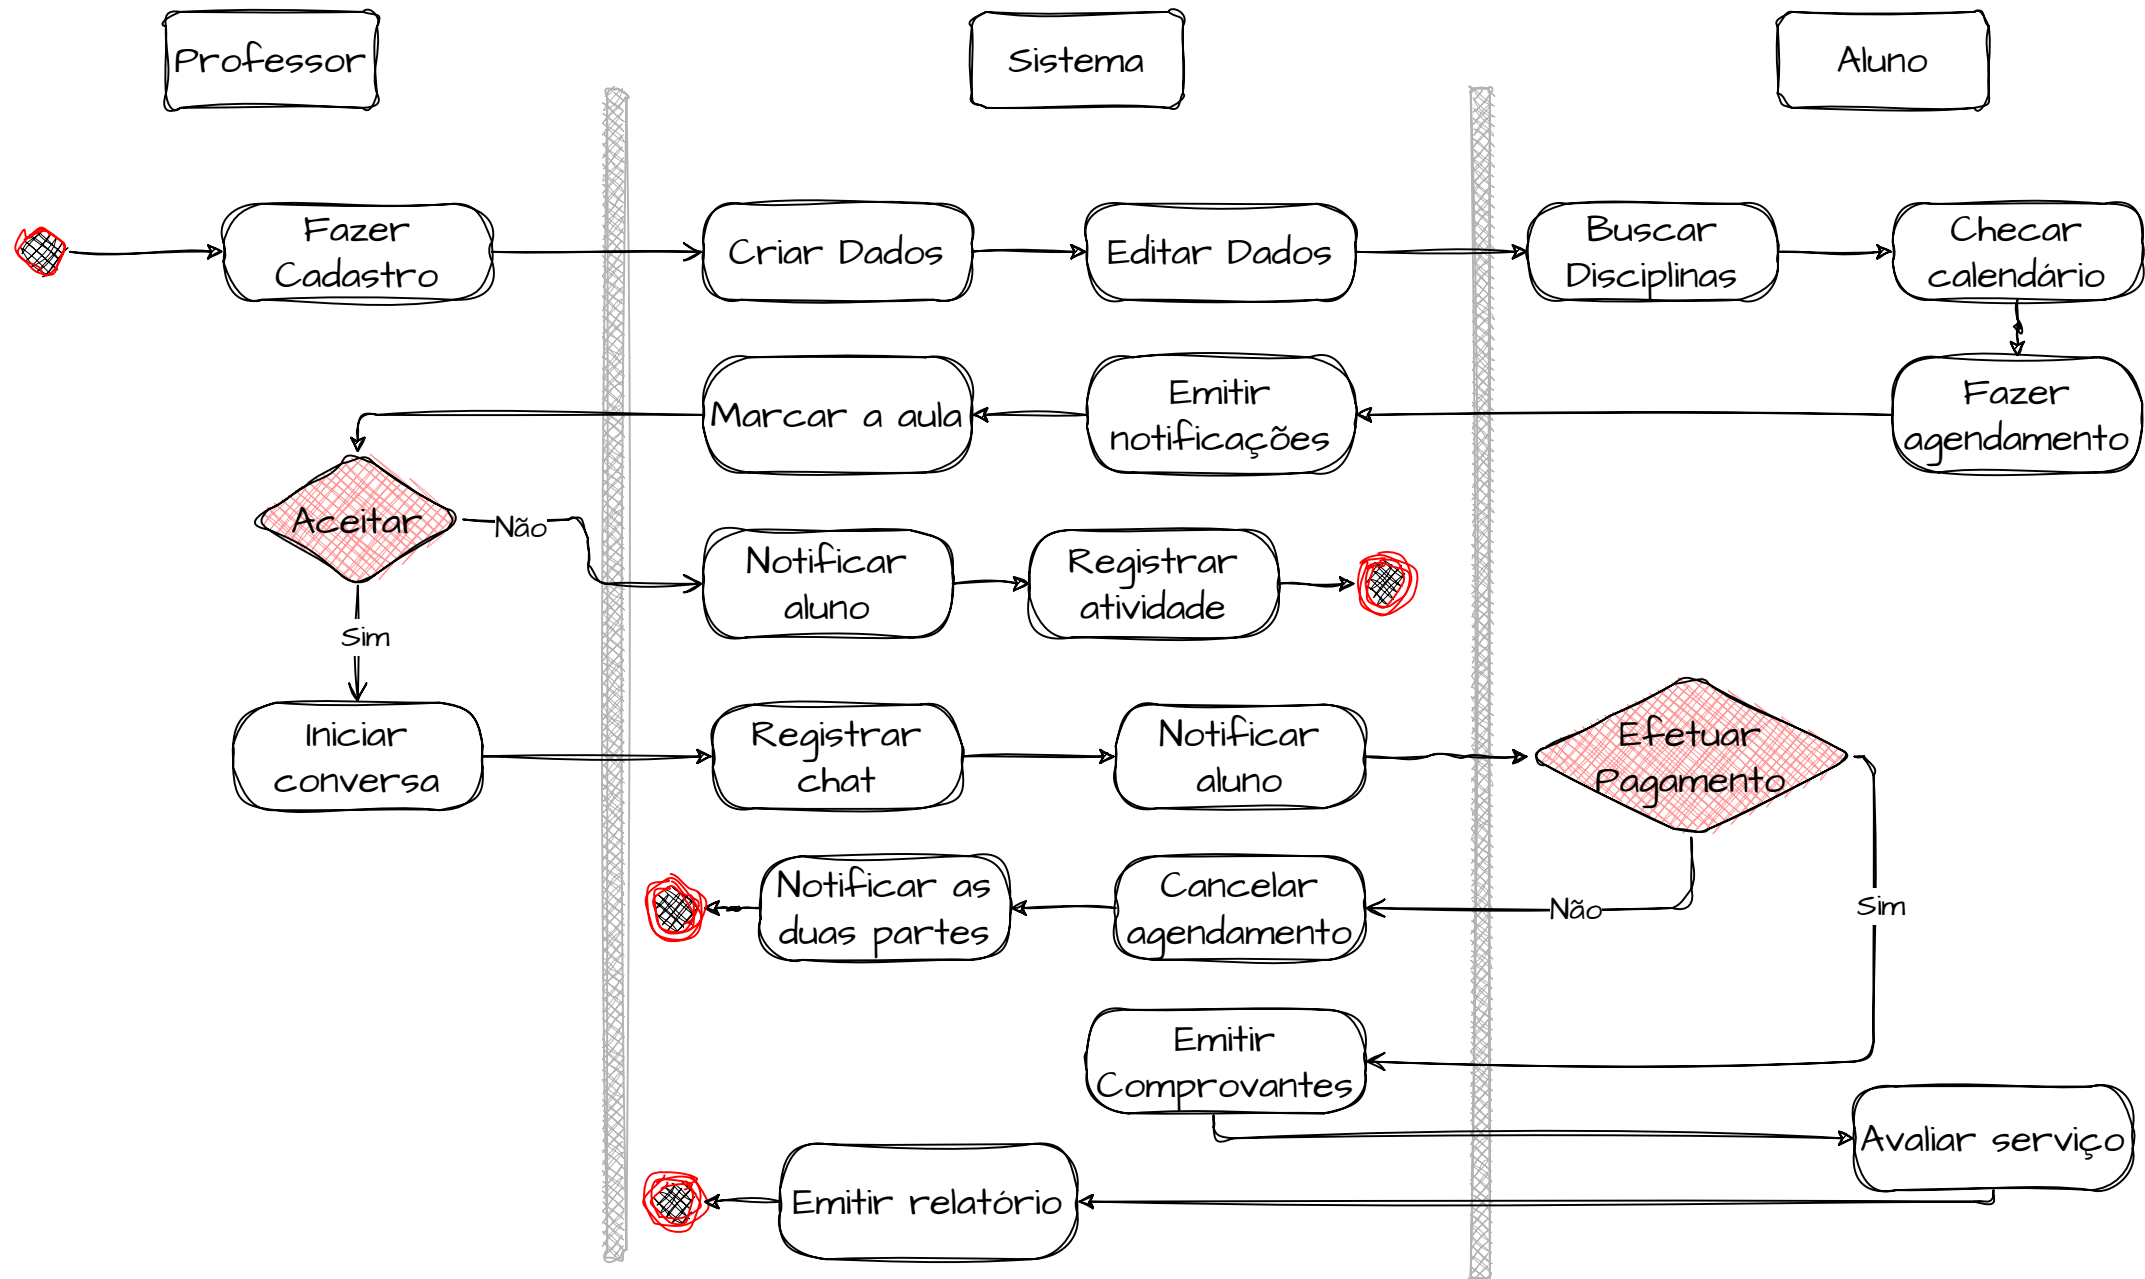 Professor
Sistema
Aluno
Fazer
Cadastro
Criar Dados
Editar Dados
Buscar
Disciplinas
Checar
calendário
Marcar a aula
Emitir
notificações
Fazer
agendamento
Aceitar
Não
Notificar
aluno
Registrar
atividade
Sim
Iniciar
conversa
Registrar
chat
Notificar
aluno
Efetuar
Pagamento
Notificar as
duas partes
Cancelar
agendamento
Não
Sim
Emitir
Comprovantes
Avaliar serviço
Emitir relatório